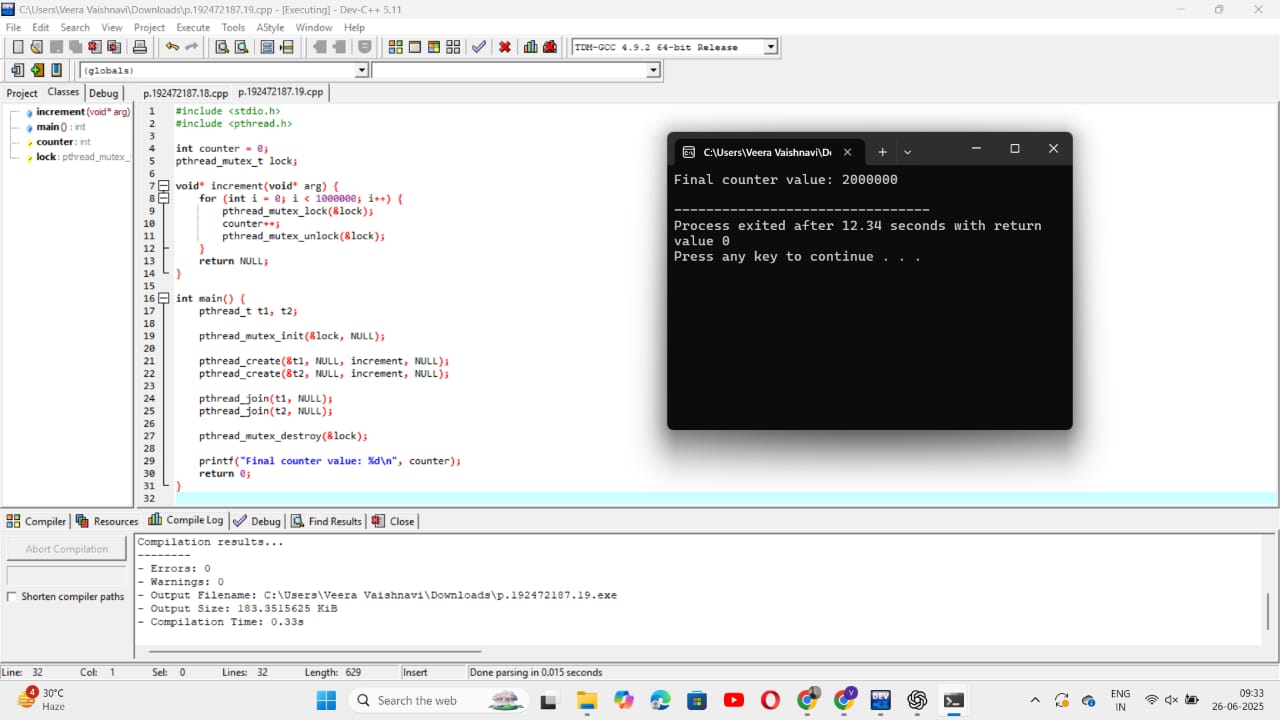 C:\Users\Veera Vaishnavi\Downloads\p.192472187.19.cpp - [Executing] - Dev-C++ 5.11
File Edit Search View Project Execute Tools AStyle Window Help
TDM-GCC 4.9.2 64-bit Release
(globals)
Project Classes Debug p.192472187.18.cpp p.192472187.19.cpp
increment (void* arg)
main () : int
counter : int
lock : pthread_mutex_
1 #include <stdio.h>
2 #include <pthread.h>
3
4 int counter = 0;
5 pthread_mutex_t lock;
6
7 void* increment(void* arg) {
8 for (int i = 0; i < 1000000; i++) {
9 pthread_mutex_lock(&lock);
10 counter++;
11 pthread_mutex_unlock(&lock);
12 }
13 return NULL;
14 }
15
16 int main() {
17 pthread_t t1, t2;
18
19 pthread_mutex_init(&lock, NULL);
20
21 pthread_create(&t1, NULL, increment, NULL);
22 pthread_create(&t2, NULL, increment, NULL);
23
24 pthread_join(t1, NULL);
25 pthread_join(t2, NULL);
26
27 pthread_mutex_destroy(&lock);
28
29 printf("Final counter value: %d\n", counter);
30 return 0;
31 }
32
C:\Users\Veera Vaishnavi\D
Final counter value: 2000000
--------------------------------
Process exited after 12.34 seconds with return
value 0
Press any key to continue . . .
Compiler Resources Compile Log Debug Find Results Close
Abort Compilation
Shorten compiler paths
Compilation results...
--------
- Errors: 0
- Warnings: 0
- Output Filename: C:\Users\Veera Vaishnavi\Downloads\p.192472187.19.exe
- Output Size: 183.3515625 KiB
- Compilation Time: 0.33s
Line: 32 Col: 1 Sel: 0 Lines: 32 Length: 629 Insert Done parsing in 0.015 seconds
4
30°C
Haze
Search the web
DEV
V
ENG
IN
09:33
26-06-2025